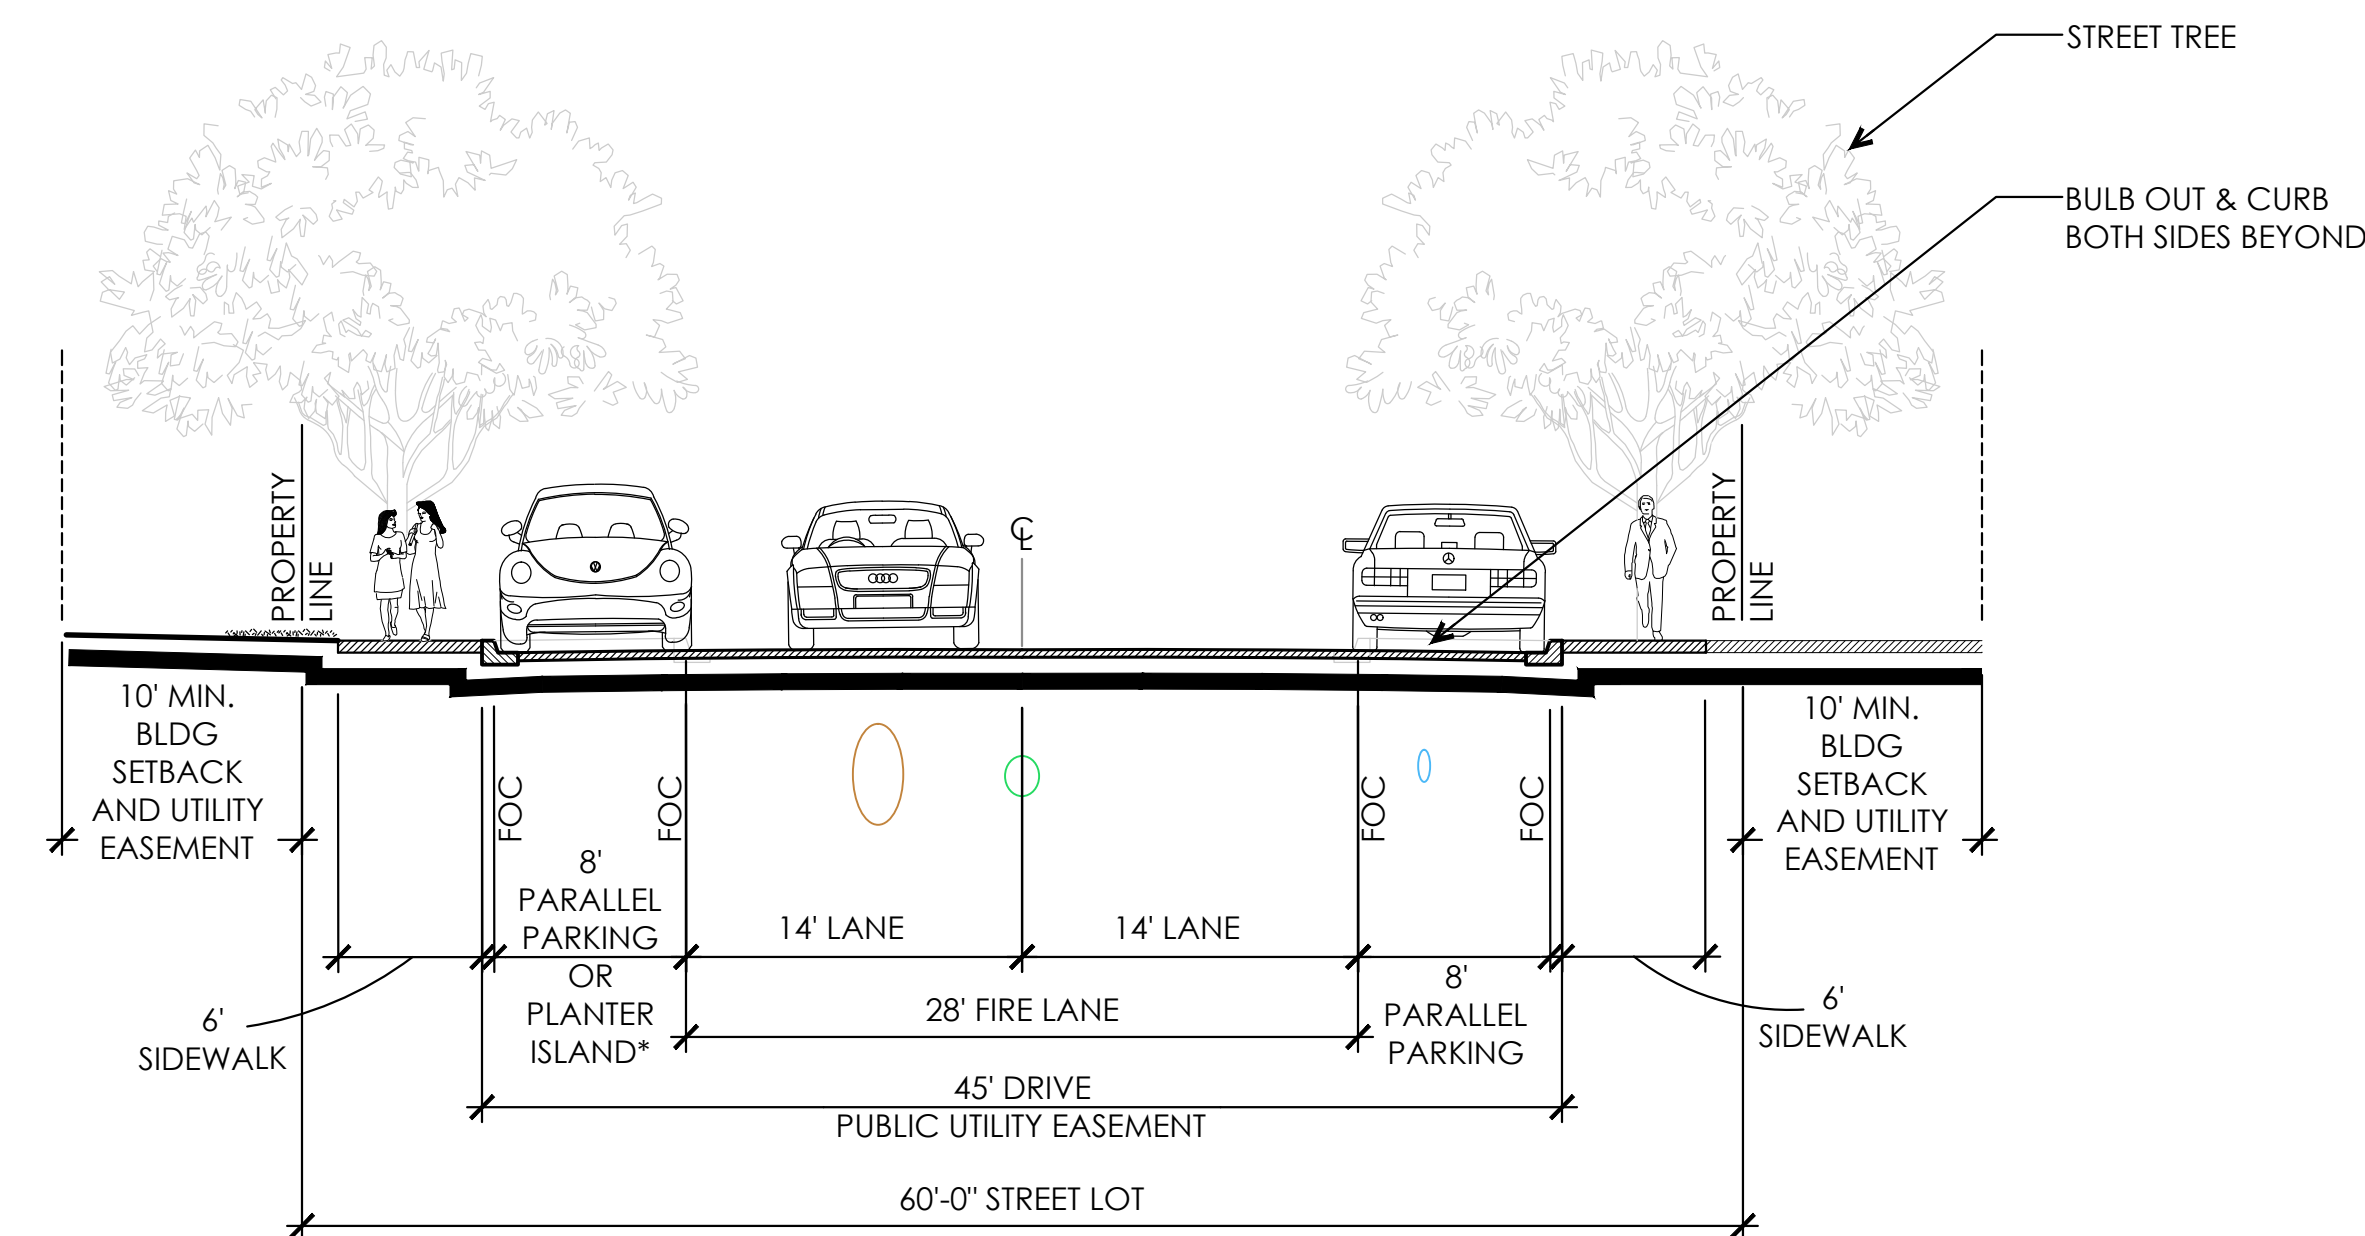 STREET TREE
BULB OUT & CURB
BOTH SIDES BEYOND
PROPERTY
LINE
CL
PROPERTY
LINE
10' MIN.
BLDG
SETBACK
AND UTILITY
EASEMENT
10' MIN.
BLDG
SETBACK
AND UTILITY
EASEMENT
FOC
FOC
FOC
FOC
8'
PARALLEL
PARKING
OR
PLANTER
ISLAND*
14' LANE
14' LANE
8'
PARALLEL
PARKING
28' FIRE LANE
6'
SIDEWALK
6'
SIDEWALK
45' DRIVE
PUBLIC UTILITY EASEMENT
60'-0" STREET LOT